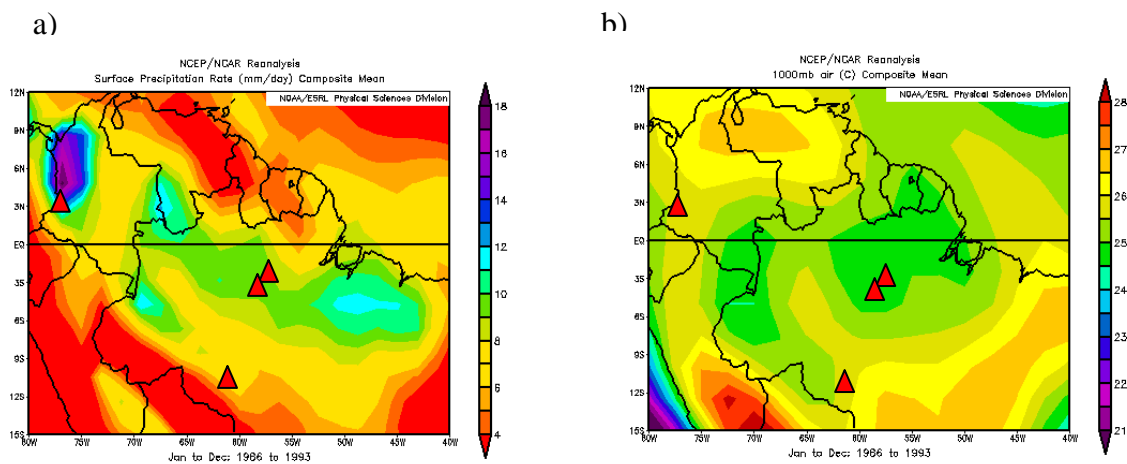 a)
b)
NCEP/NCAR Reanalysis
Surface Precipitation Rate (mm/day) Composite Mean
NOAA/ESRL Physical Sciences Division
12N
9N
6N
3N
EQ
3S
6S
9S
12S
15S
80W 75W 70W 65W 60W 55W 50W 45W 40W
Jan to Dec: 1966 to 1993
18
16
14
12
10
8
6
4
NCEP/NCAR Reanalysis
1000mb air (C) Composite Mean
NOAA/ESRL Physical Sciences Division
12N
9N
6N
3N
EQ
3S
6S
9S
12S
15S
80W 75W 70W 65W 60W 55W 50W 45W 40W
Jan to Dec: 1966 to 1993
28
27
26
25
24
23
22
21